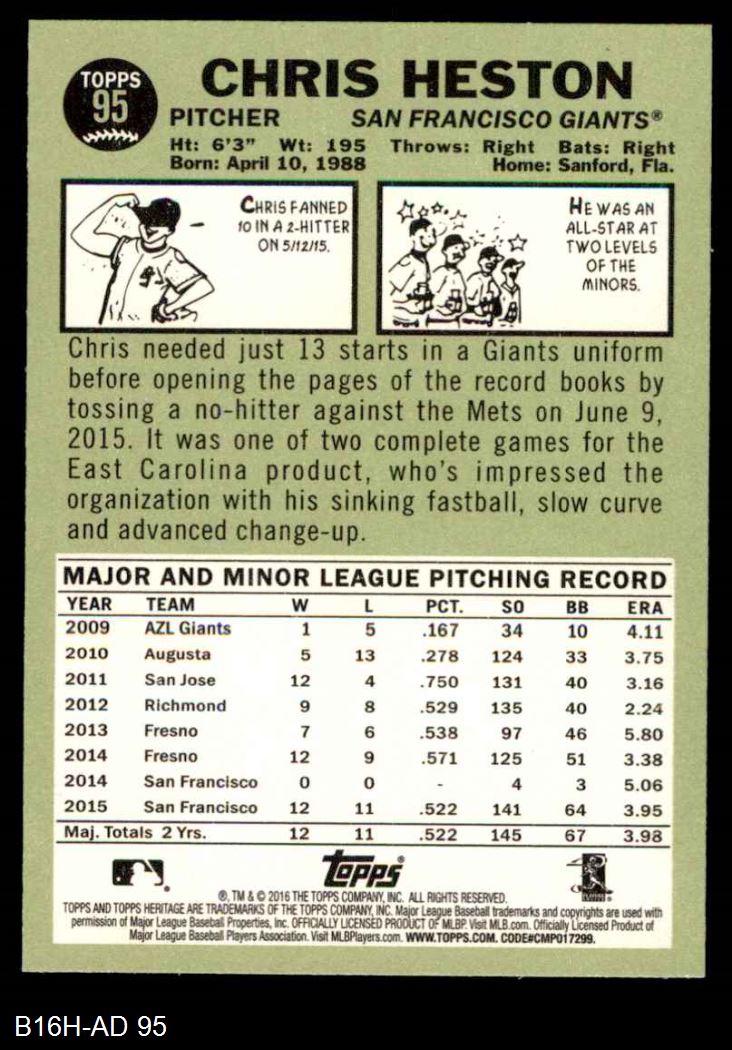 TOPPS
95
CHRIS HESTON
PITCHER SAN FRANCISCO GIANTS®
Ht: 6'3" Wt: 195 Throws: Right Bats: Right
Born: April 10, 1988 Home: Sanford, Fla.
CHRIS FANNED
10 IN A 2-HITTER
ON 5/12/15.
HE WAS AN
ALL-STAR AT
TWO LEVELS
OF THE
MINORS.
Chris needed just 13 starts in a Giants uniform
before opening the pages of the record books by
tossing a no-hitter against the Mets on June 9,
2015. It was one of two complete games for the
East Carolina product, who's impressed the
organization with his sinking fastball, slow curve
and advanced change-up.
MAJOR AND MINOR LEAGUE PITCHING RECORD
YEAR TEAM W L PCT. SO BB ERA
2009 AZL Giants 1 5 .167 34 10 4.11
2010 Augusta 5 13 .278 124 33 3.75
2011 San Jose 12 4 .750 131 40 3.16
2012 Richmond 9 8 .529 135 40 2.24
2013 Fresno 7 6 .538 97 46 5.80
2014 Fresno 12 9 .571 125 51 3.38
2014 San Francisco 0 0 - 4 3 5.06
2015 San Francisco 12 11 .522 141 64 3.95
Maj. Totals 2 Yrs. 12 11 .522 145 67 3.98
Topps®
®, TM & © 2016 THE TOPPS COMPANY, INC. ALL RIGHTS RESERVED.
TOPPS AND TOPPS HERITAGE ARE TRADEMARKS OF THE TOPPS COMPANY, INC. Major League Baseball trademarks and copyrights are used with
permission of Major League Baseball Properties, Inc. OFFICIALLY LICENSED PRODUCT OF MLBP. Visit MLB.com. Officially Licensed Product of
Major League Baseball Players Association. Visit MLBPlayers.com. WWW.TOPPS.COM. CODE#CMP017299.
B16H-AD 95